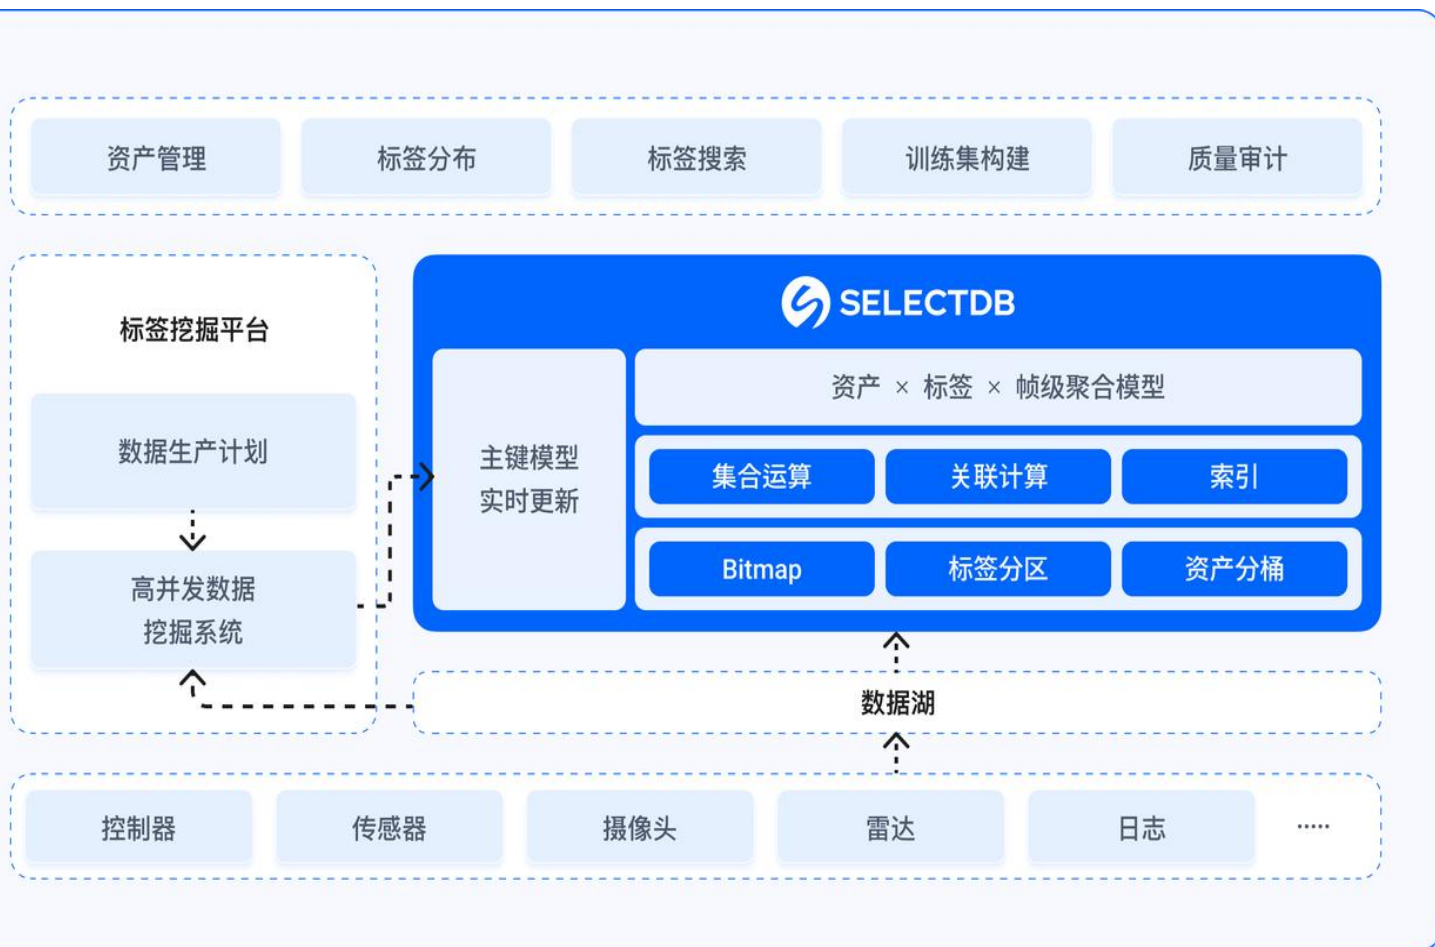 资产管理
标签分布
标签搜索
训练集构建
质量审计
标签挖掘平台
数据生产计划
高并发数据
挖掘系统
SELECTDB
主键模型
实时更新
资产 × 标签 × 帧级聚合模型
集合运算
关联计算
索引
Bitmap
标签分区
资产分桶
数据湖
控制器
传感器
摄像头
雷达
日志
·····